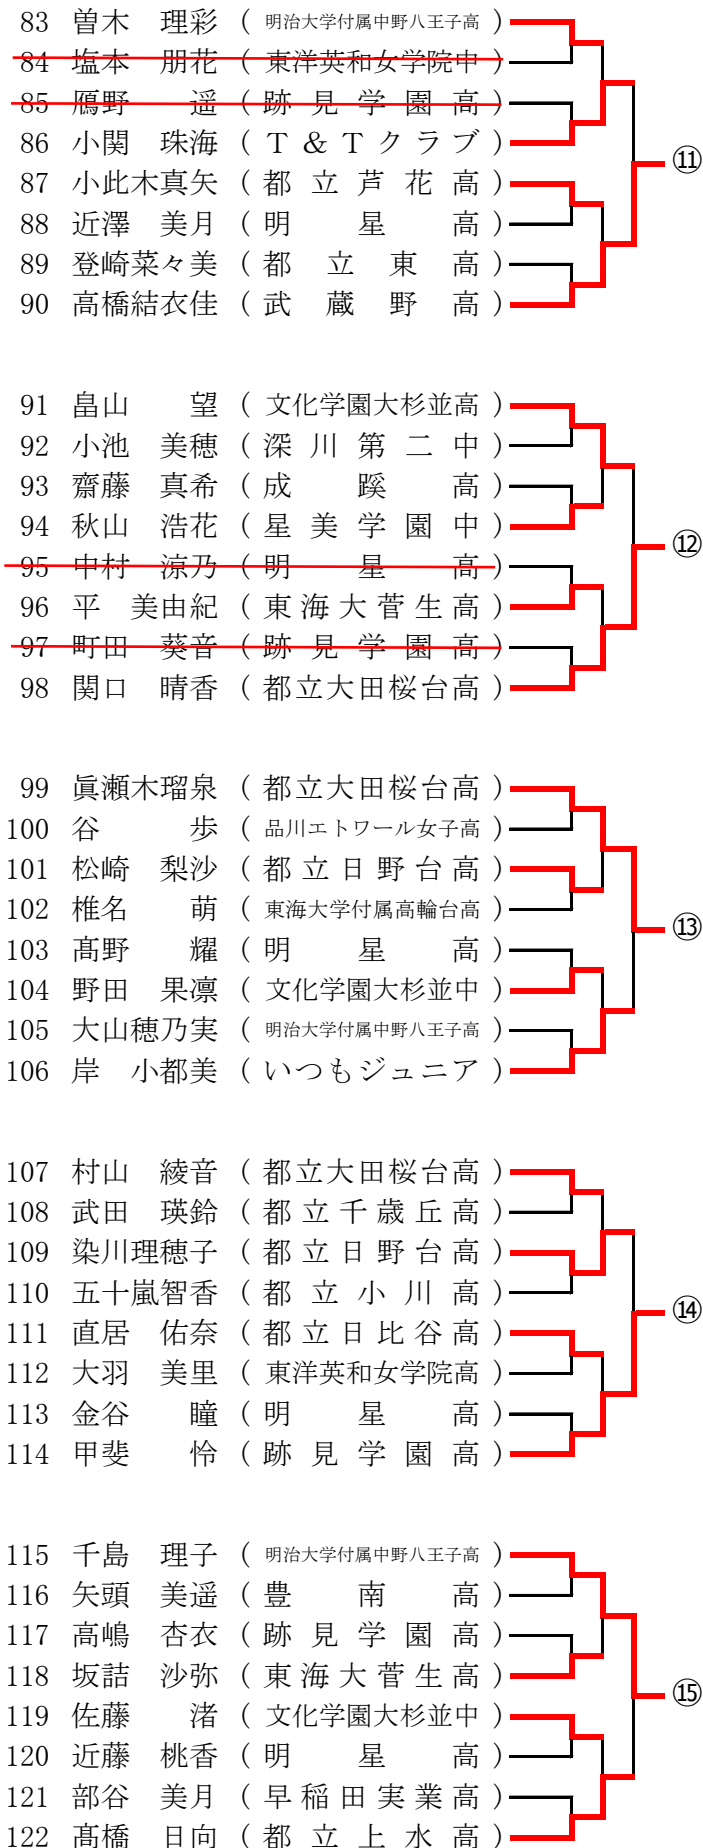 83 曽木 理彩 ( 明治大学付属中野八王子高 )
84 塩本 朋花 ( 東洋英和女学院中 )
85 鴈野 遥 ( 跡見学園高 )
86 小関 珠海 ( T&Tクラブ )
⑪
87 小此木真矢 ( 都立芦花高 )
88 近澤 美月 ( 明星高 )
89 登崎菜々美 ( 都立東高 )
90 高橋結衣佳 ( 武蔵野高 )
91 畠山 望 ( 文化学園大杉並高 )
92 小池 美穂 ( 深川第二中 )
93 齋藤 真希 ( 成蹊高 )
94 秋山 浩花 ( 星美学園中 )
⑫
95 中村 涼乃 ( 明星高 )
96 平 美由紀 ( 東海大菅生高 )
97 町田 葵音 ( 跡見学園高 )
98 関口 晴香 ( 都立大田桜台高 )
99 眞瀬木瑠泉 ( 都立大田桜台高 )
100 谷 歩 ( 品川エトワール女子高 )
101 松崎 梨沙 ( 都立日野台高 )
102 椎名 萌 ( 東海大学付属高輪台高 )
⑬
103 髙野 耀 ( 明星高 )
104 野田 果凛 ( 文化学園大杉並中 )
105 大山穂乃実 ( 明治大学付属中野八王子高 )
106 岸 小都美 ( いつもジュニア )
107 村山 綾音 ( 都立大田桜台高 )
108 武田 瑛鈴 ( 都立千歳丘高 )
109 染川理穂子 ( 都立日野台高 )
110 五十嵐智香 ( 都立小川高 )
⑭
111 直居 佑奈 ( 都立日比谷高 )
112 大羽 美里 ( 東洋英和女学院高 )
113 金谷 瞳 ( 明星高 )
114 甲斐 怜 ( 跡見学園高 )
115 千島 理子 ( 明治大学付属中野八王子高 )
116 矢頭 美遥 ( 豊南高 )
117 高嶋 杏衣 ( 跡見学園高 )
118 坂詰 沙弥 ( 東海大菅生高 )
⑮
119 佐藤 渚 ( 文化学園大杉並中 )
120 近藤 桃香 ( 明星高 )
121 部谷 美月 ( 早稲田実業高 )
122 髙橋 日向 ( 都立上水高 )